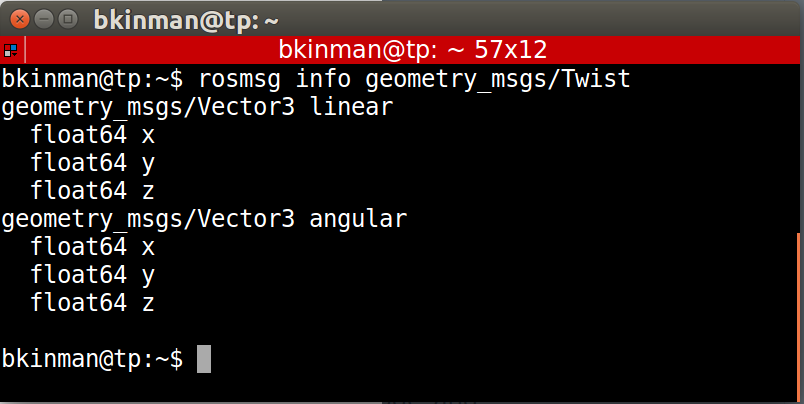 bkinman@tp: ~
bkinman@tp: ~ 57x12
bkinman@tp:~$ rosmsg info geometry_msgs/Twist
geometry_msgs/Vector3 linear
  float64 x
  float64 y
  float64 z
geometry_msgs/Vector3 angular
  float64 x
  float64 y
  float64 z
bkinman@tp:~$